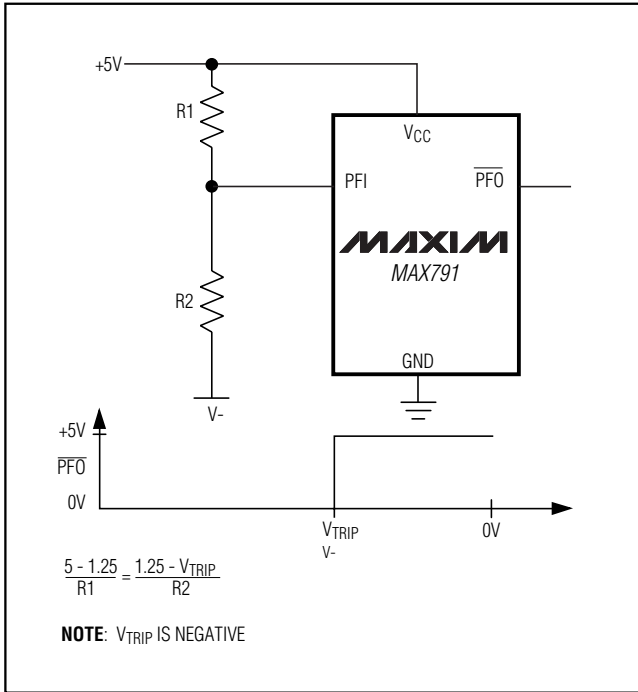 +5V
R1
VCC
PFI
PFO
MAXIM
MAX791
R2
GND
V-
+5V
PFO
0V
VTRIP
V-
0V
5 - 1.25
R1
=
1.25 - VTRIP
R2
NOTE: VTRIP IS NEGATIVE